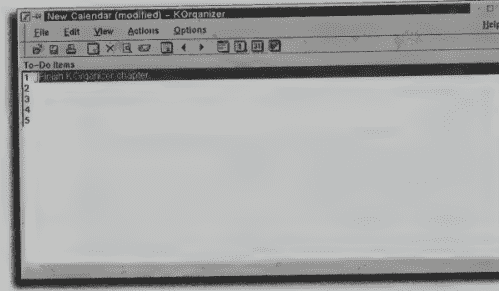 New Calendar (modified) - KOrganizer
File Edit View Actions Options Help
To-Do Items
1 Finish KOrganizer chapter
2
3
4
5